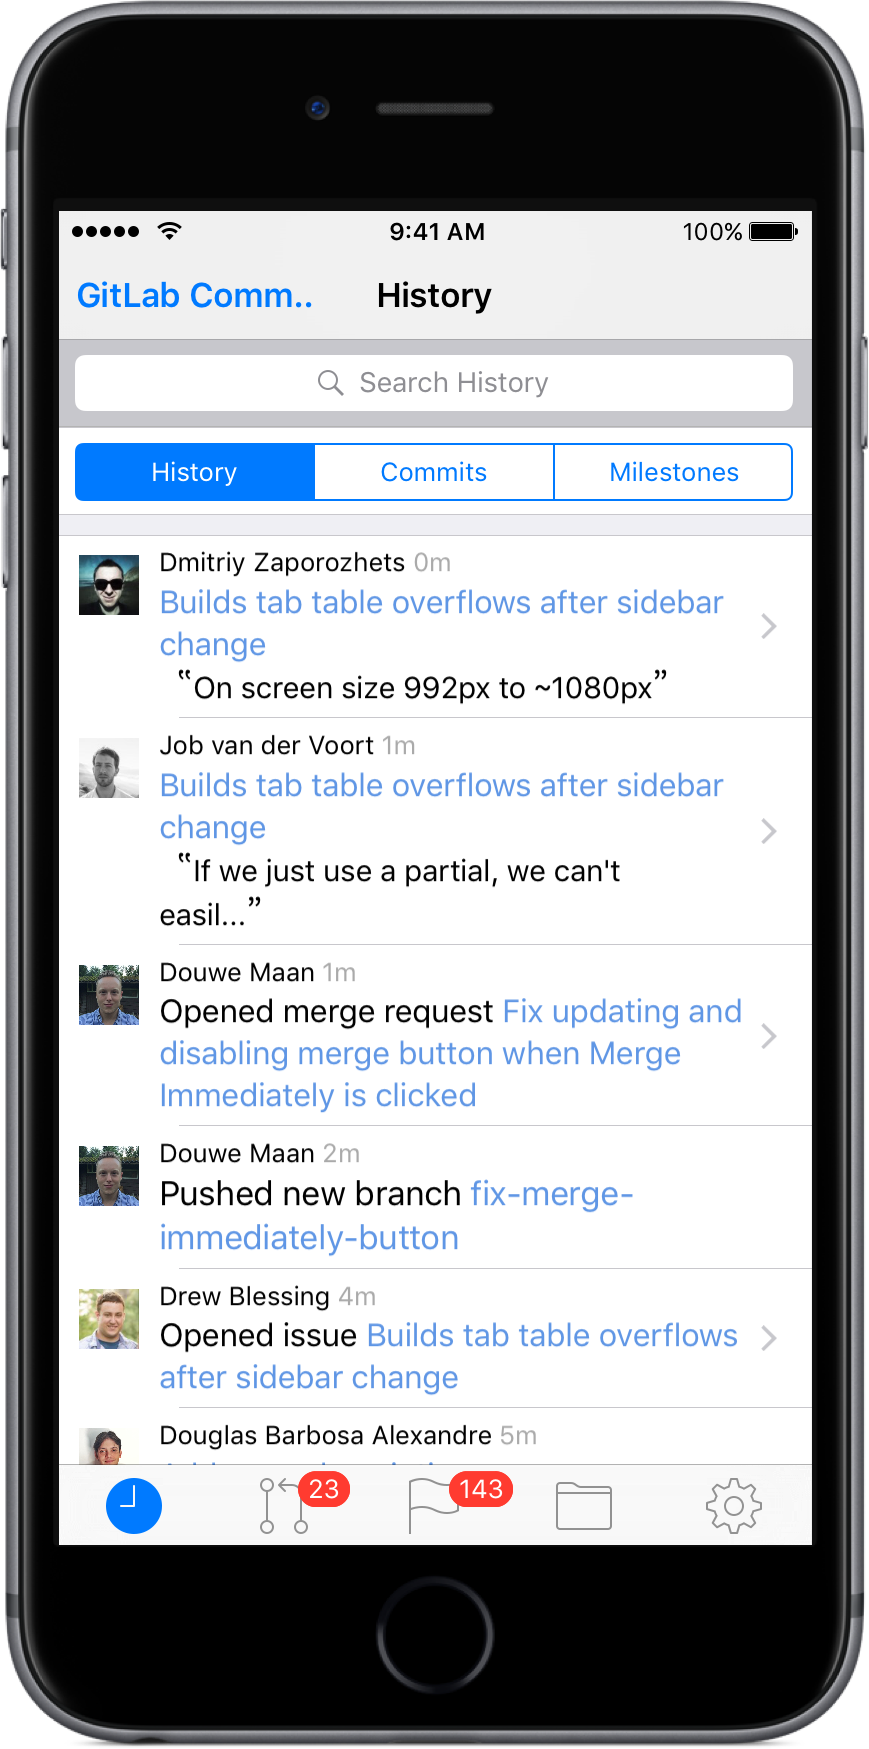 9:41 AM
100%
GitLab Comm..
History
Search History
History
Commits
Milestones
Dmitriy Zaporozhets 0m
Builds tab table overflows after sidebar
change
“On screen size 992px to ~1080px”
Job van der Voort 1m
Builds tab table overflows after sidebar
change
“If we just use a partial, we can't
easil...”
Douwe Maan 1m
Opened merge request Fix updating and
disabling merge button when Merge
Immediately is clicked
Douwe Maan 2m
Pushed new branch fix-merge-
immediately-button
Drew Blessing 4m
Opened issue Builds tab table overflows
after sidebar change
Douglas Barbosa Alexandre 5m
23
143